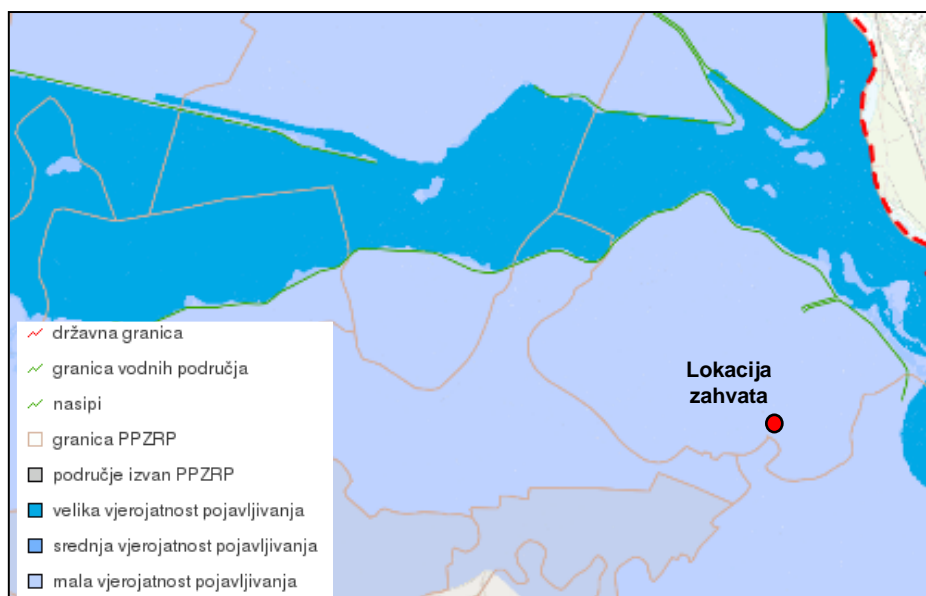 Lokacija
zahvata
državna granica
granica vodnih područja
nasipi
granica PPZRP
područje izvan PPZRP
velika vjerojatnost pojavljivanja
srednja vjerojatnost pojavljivanja
mala vjerojatnost pojavljivanja